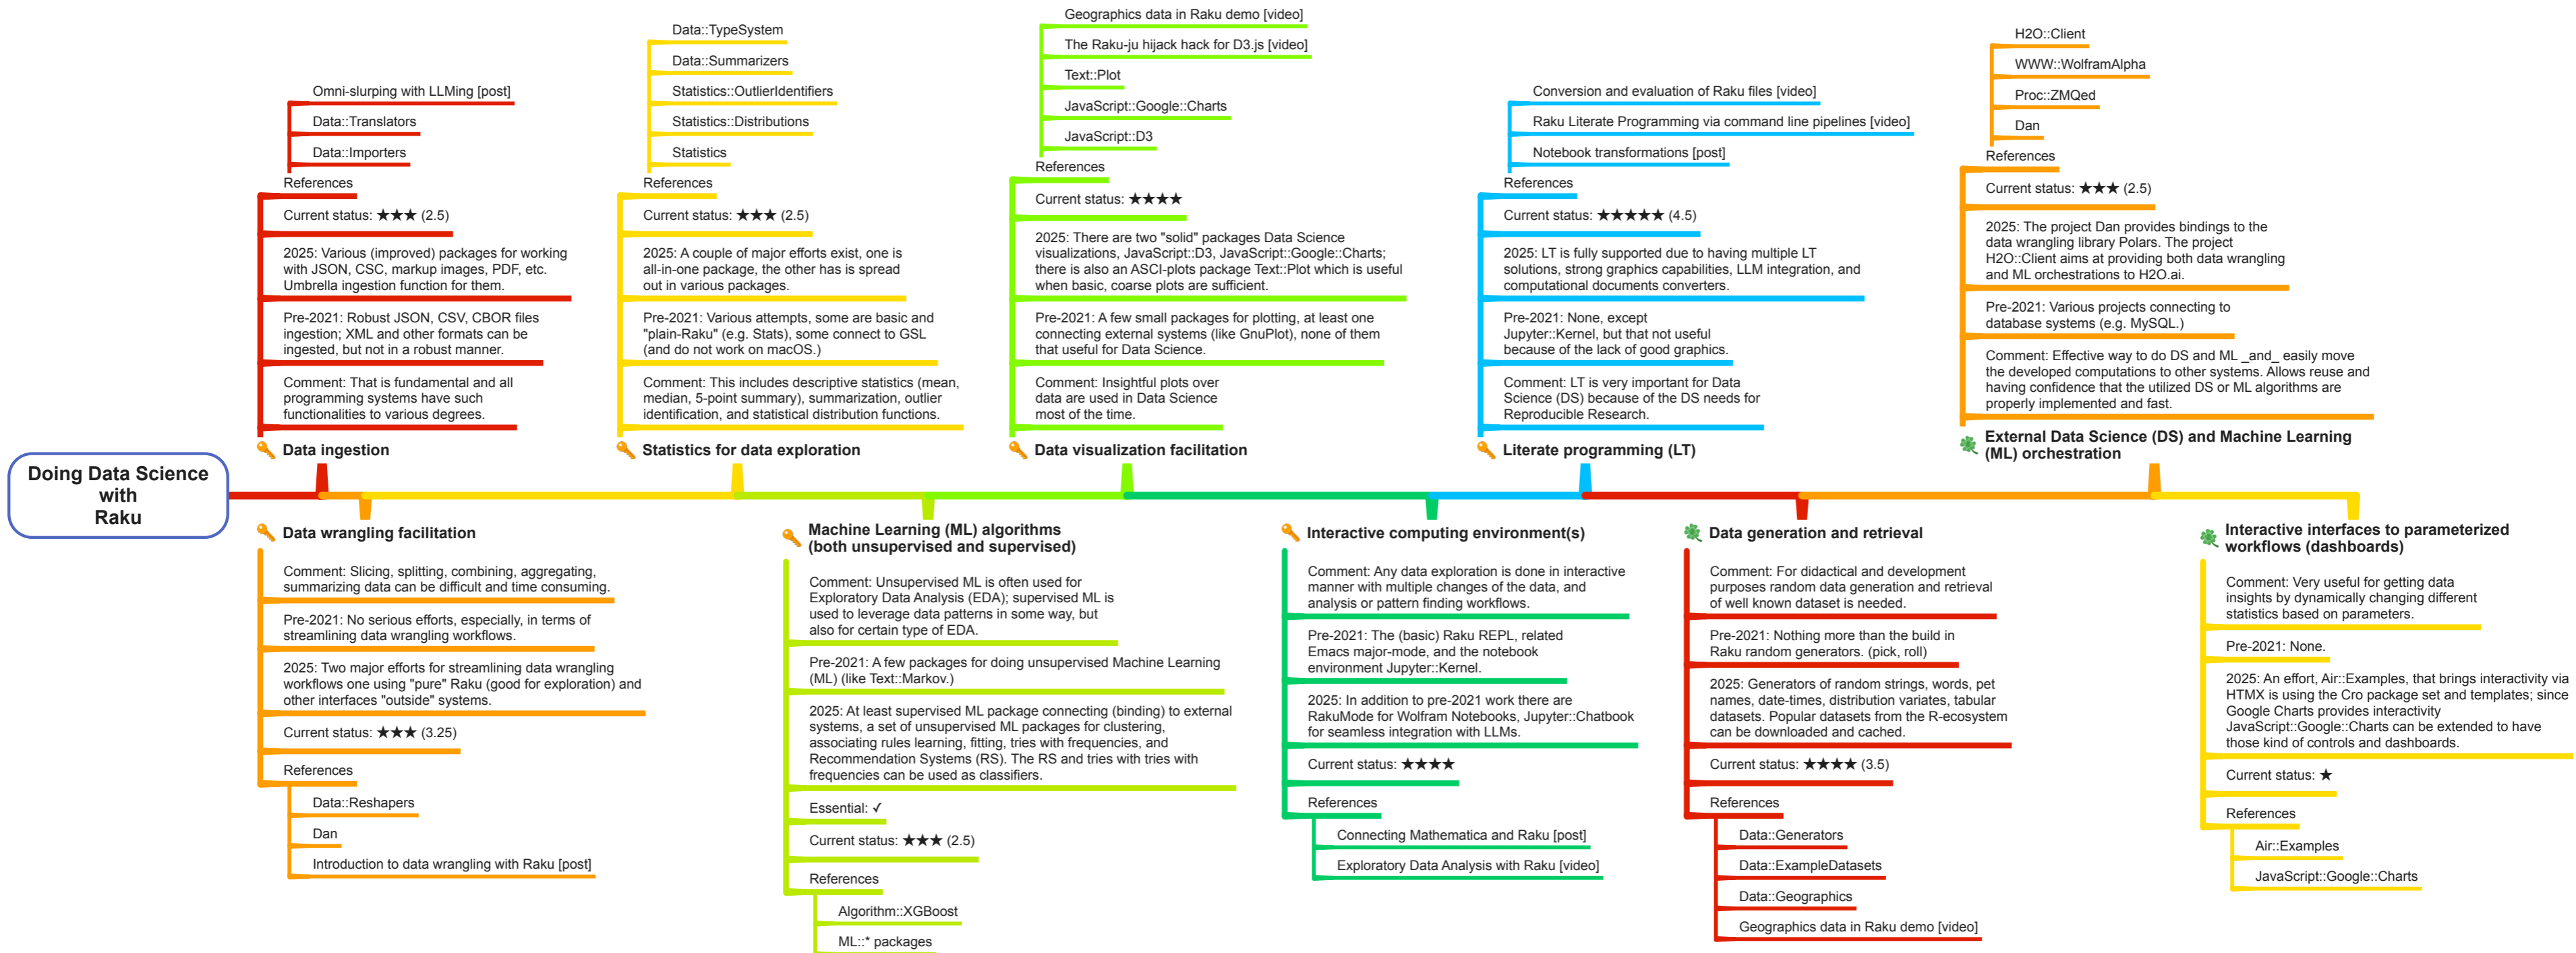 Doing Data Science
with
Raku
Omni-slurping with LLMing [post]
Data::Translators
Data::Importers
References
Current status: ★★★ (2.5)
2025: Various (improved) packages for working
with JSON, CSC, markup images, PDF, etc.
Umbrella ingestion function for them.
Pre-2021: Robust JSON, CSV, CBOR files
ingestion; XML and other formats can be
ingested, but not in a robust manner.
Comment: That is fundamental and all
programming systems have such
functionalities to various degrees.
Data ingestion
Data::TypeSystem
Data::Summarizers
Statistics::OutlierIdentifiers
Statistics::Distributions
Statistics
References
Current status: ★★★ (2.5)
2025: A couple of major efforts exist, one is
all-in-one package, the other has is spread
out in various packages.
Pre-2021: Various attempts, some are basic and
"plain-Raku" (e.g. Stats), some connect to GSL
(and do not work on macOS.)
Comment: This includes descriptive statistics (mean,
median, 5-point summary), summarization, outlier
identification, and statistical distribution functions.
Statistics for data exploration
Geographics data in Raku demo [video]
The Raku-ju hijack hack for D3.js [video]
Text::Plot
JavaScript::Google::Charts
JavaScript::D3
References
Current status: ★★★★
2025: There are two "solid" packages Data Science
visualizations, JavaScript::D3, JavaScript::Google::Charts;
there is also an ASCI-plots package Text::Plot which is useful
when basic, coarse plots are sufficient.
Pre-2021: A few small packages for plotting, at least one
connecting external systems (like GnuPlot), none of them
that useful for Data Science.
Comment: Insightful plots over
data are used in Data Science
most of the time.
Data visualization facilitation
Conversion and evaluation of Raku files [video]
Raku Literate Programming via command line pipelines [video]
Notebook transformations [post]
References
Current status: ★★★★★ (4.5)
2025: LT is fully supported due to having multiple LT
solutions, strong graphics capabilities, LLM integration, and
computational documents converters.
Pre-2021: None, except
Jupyter::Kernel, but that not useful
because of the lack of good graphics.
Comment: LT is very important for Data
Science (DS) because of the DS needs for
Reproducible Research.
Literate programming (LT)
H2O::Client
WWW::WolframAlpha
Proc::ZMQed
Dan
References
Current status: ★★★ (2.5)
2025: The project Dan provides bindings to the
data wrangling library Polars. The project
H2O::Client aims at providing both data wrangling
and ML orchestrations to H2O.ai.
Pre-2021: Various projects connecting to
database systems (e.g. MySQL.)
Comment: Effective way to do DS and ML _and_ easily move
the developed computations to other systems. Allows reuse and
having confidence that the utilized DS or ML algorithms are
properly implemented and fast.
External Data Science (DS) and Machine Learning
(ML) orchestration
Data wrangling facilitation
Comment: Slicing, splitting, combining, aggregating,
summarizing data can be difficult and time consuming.
Pre-2021: No serious efforts, especially, in terms of
streamlining data wrangling workflows.
2025: Two major efforts for streamlining data wrangling
workflows one using "pure" Raku (good for exploration) and
other interfaces "outside" systems.
Current status: ★★★ (3.25)
References
Data::Reshapers
Dan
Introduction to data wrangling with Raku [post]
Machine Learning (ML) algorithms
(both unsupervised and supervised)
Comment: Unsupervised ML is often used for
Exploratory Data Analysis (EDA); supervised ML is
used to leverage data patterns in some way, but
also for certain type of EDA.
Pre-2021: A few packages for doing unsupervised Machine Learning
(ML) (like Text::Markov.)
2025: At least supervised ML package connecting (binding) to external
systems, a set of unsupervised ML packages for clustering,
associating rules learning, fitting, tries with frequencies, and
Recommendation Systems (RS). The RS and tries with tries with
frequencies can be used as classifiers.
Essential: ✓
Current status: ★★★ (2.5)
References
Algorithm::XGBoost
ML::* packages
Interactive computing environment(s)
Comment: Any data exploration is done in interactive
manner with multiple changes of the data, and
analysis or pattern finding workflows.
Pre-2021: The (basic) Raku REPL, related
Emacs major-mode, and the notebook
environment Jupyter::Kernel.
2025: In addition to pre-2021 work there are
RakuMode for Wolfram Notebooks, Jupyter::Chatbook
for seamless integration with LLMs.
Current status: ★★★★
References
Connecting Mathematica and Raku [post]
Exploratory Data Analysis with Raku [video]
Data generation and retrieval
Comment: For didactical and development
purposes random data generation and retrieval
of well known dataset is needed.
Pre-2021: Nothing more than the build in
Raku random generators. (pick, roll)
2025: Generators of random strings, words, pet
names, date-times, distribution variates, tabular
datasets. Popular datasets from the R-ecosystem
can be downloaded and cached.
Current status: ★★★★ (3.5)
References
Data::Generators
Data::ExampleDatasets
Data::Geographics
Geographics data in Raku demo [video]
Interactive interfaces to parameterized
workflows (dashboards)
Comment: Very useful for getting data
insights by dynamically changing different
statistics based on parameters.
Pre-2021: None.
2025: An effort, Air::Examples, that brings interactivity via
HTMX is using the Cro package set and templates; since
Google Charts provides interactivity
JavaScript::Google::Charts can be extended to have
those kind of controls and dashboards.
Current status: ★
References
Air::Examples
JavaScript::Google::Charts